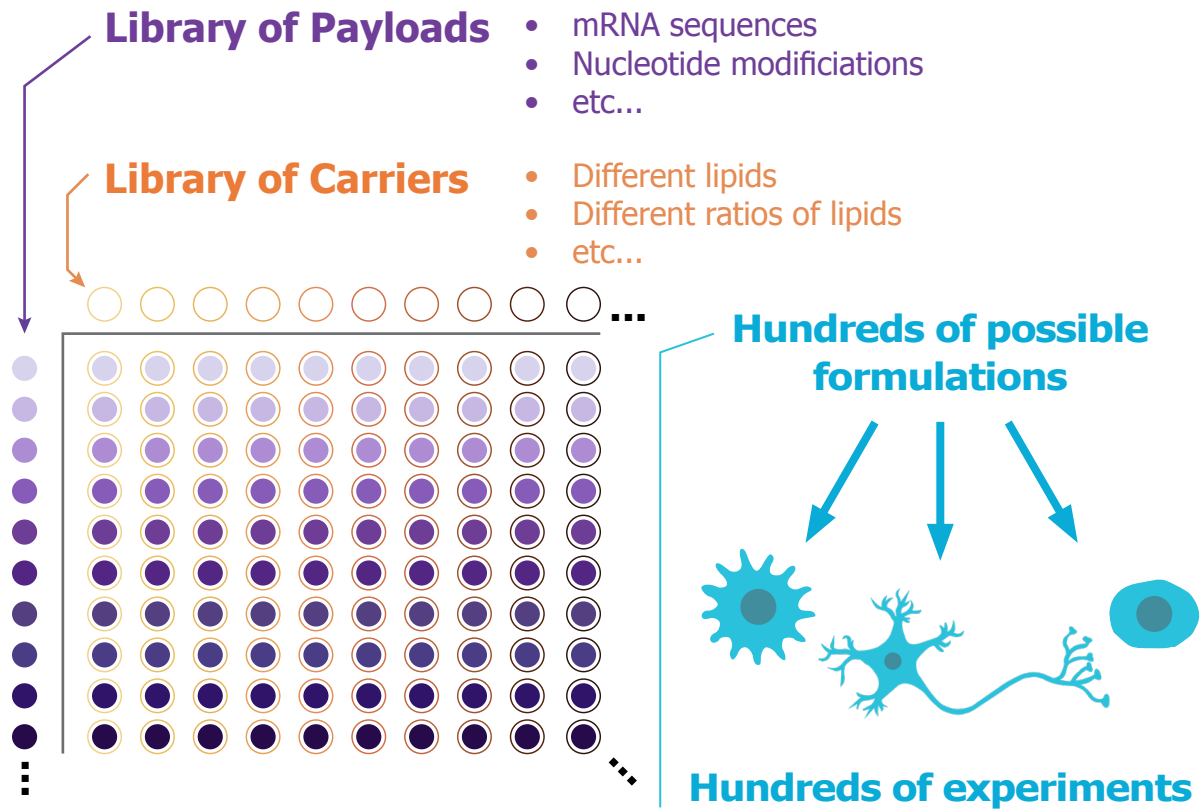 Library of Payloads
• mRNA sequences
• Nucleotide modificiations
• etc...
Library of Carriers
• Different lipids
• Different ratios of lipids
• etc...
...
Hundreds of possible
formulations
Hundreds of experiments